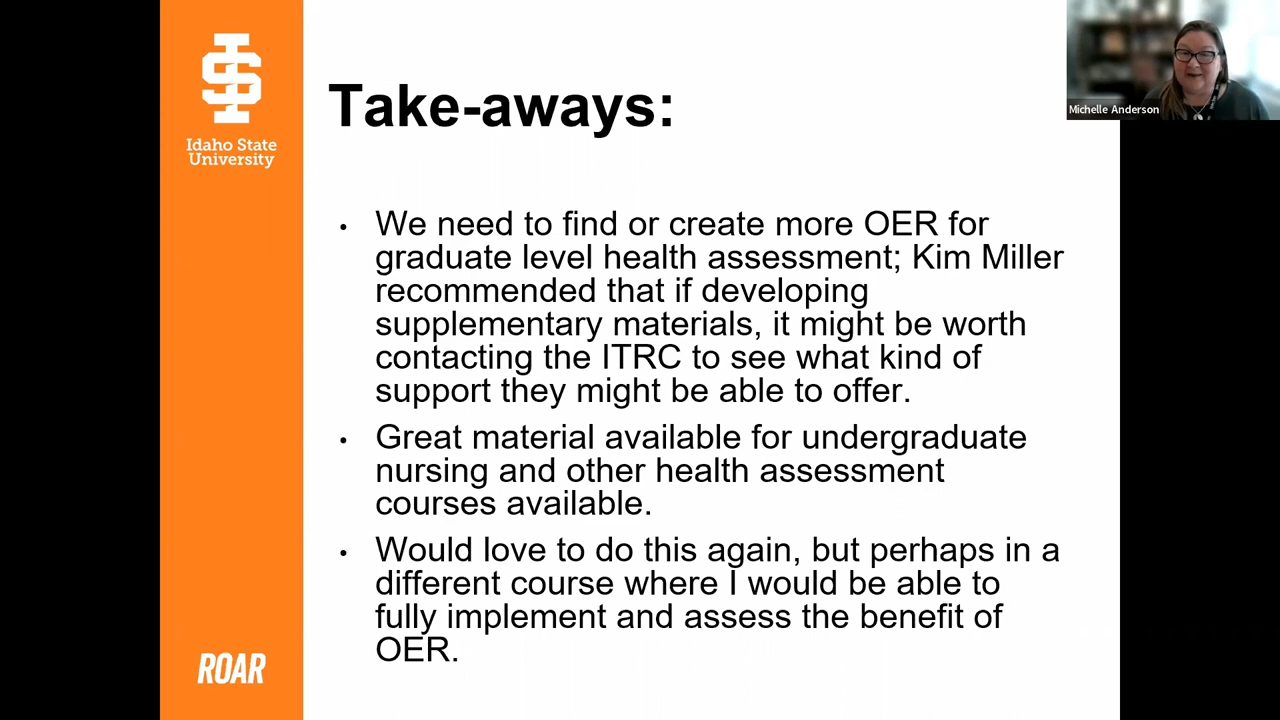 Idaho State
University
Take-aways:
Michelle Anderson
• We need to find or create more OER for
graduate level health assessment; Kim Miller
recommended that if developing
supplementary materials, it might be worth
contacting the ITRC to see what kind of
support they might be able to offer.
• Great material available for undergraduate
nursing and other health assessment
courses available.
• Would love to do this again, but perhaps in a
different course where I would be able to
fully implement and assess the benefit of
OER.
ROAR